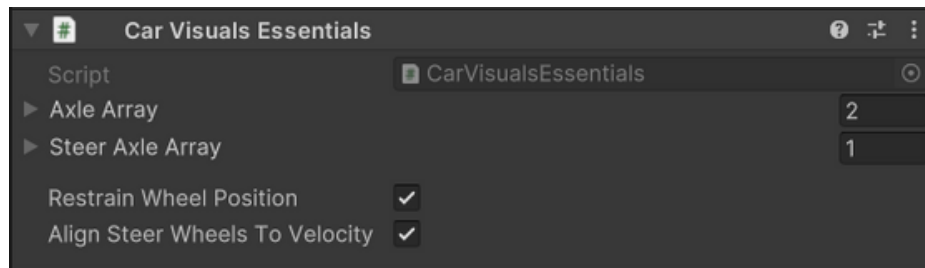 # Car Visuals Essentials
Script # CarVisualsEssentials
Axle Array 2
Steer Axle Array 1
Restrain Wheel Position
Align Steer Wheels To Velocity